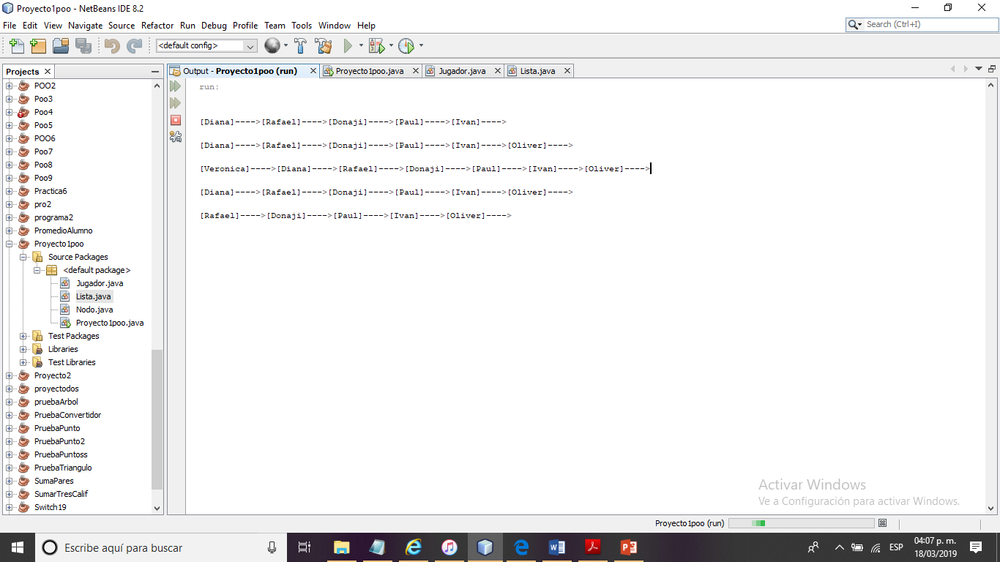 Proyecto1poo - NetBeans IDE 8.2
File Edit View Navigate Source Refactor Run Debug Profile Team Tools Window Help
Search (Ctrl+I)
<default config>
Projects
POO2
Poo3
Poo4
Poo5
POO6
Poo7
Poo8
Poo9
Practica6
pro2
programa2
PromedioAlumno
Proyecto1poo
Source Packages
<default package>
Jugador.java
Lista.java
Nodo.java
Proyecto1poo.java
Test Packages
Libraries
Test Libraries
Proyecto2
proyectodos
pruebaArbol
PruebaConvertidor
PruebaPunto
PruebaPunto2
PruebaPuntoss
PruebaTriangulo
SumaPares
SumarTresCalif
Switch19
Output - Proyecto1poo (run) Proyecto1poo.java Jugador.java Lista.java
run:
[Diana]---->[Rafael]---->[Donaji]---->[Paul]---->[Ivan]---->
[Diana]---->[Rafael]---->[Donaji]---->[Paul]---->[Ivan]---->[Oliver]---->
[Veronica]---->[Diana]---->[Rafael]---->[Donaji]---->[Paul]---->[Ivan]---->[Oliver]---->
[Diana]---->[Rafael]---->[Donaji]---->[Paul]---->[Ivan]---->[Oliver]---->
[Rafael]---->[Donaji]---->[Paul]---->[Ivan]---->[Oliver]---->
Activar Windows
Ve a Configuración para activar Windows.
Proyecto1poo (run)
Escribe aquí para buscar
ESP
04:07 p. m.
18/03/2019